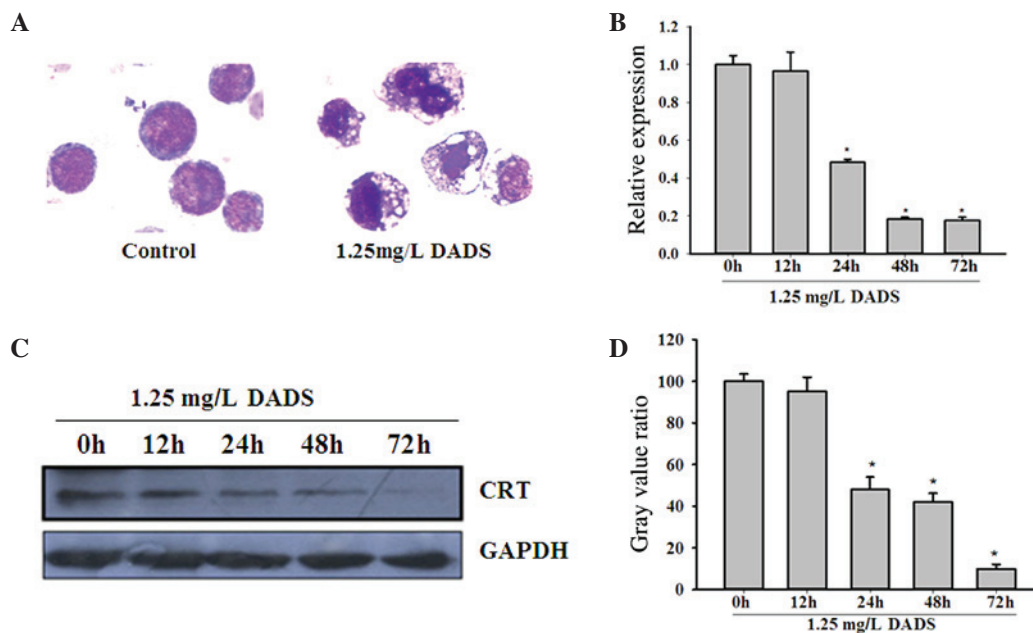 A
Control
1.25mg/L DADS
B
Relative expression
1.2
1.0
0.8
0.6
0.4
0.2
0.0
*
*
*
0h 12h 24h 48h 72h
1.25 mg/L DADS
C
1.25 mg/L DADS
0h 12h 24h 48h 72h
CRT
GAPDH
D
Gray value ratio
120
100
80
60
40
20
0
*
*
*
0h 12h 24h 48h 72h
1.25 mg/L DADS